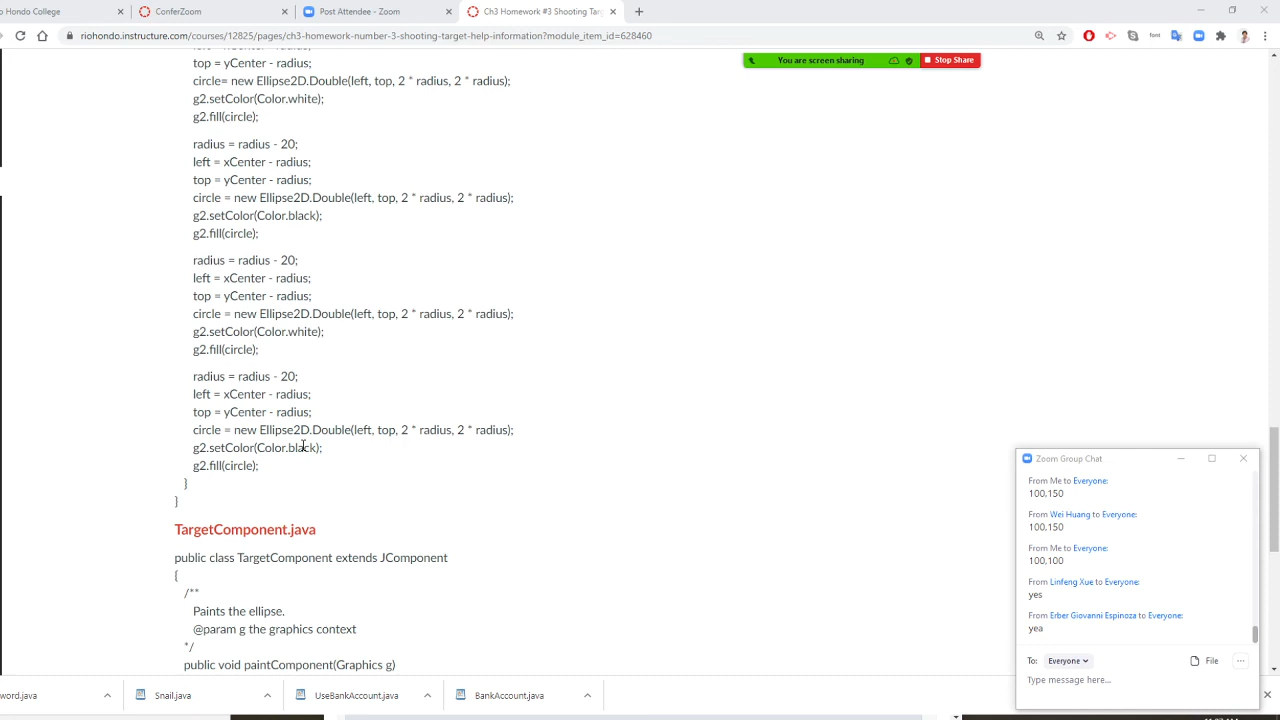 o Hondo College
ConferZoom
Post Attendee - Zoom
Ch3 Homework #3 Shooting Tar
riohondo.instructure.com/courses/12825/pages/ch3-homework-number-3-shooting-target-help-information?module_item_id=628460
You are screen sharing
Stop Share
left = xCenter - radius;
top = yCenter - radius;
circle= new Ellipse2D.Double(left, top, 2 * radius, 2 * radius);
g2.setColor(Color.white);
g2.fill(circle);
radius = radius - 20;
left = xCenter - radius;
top = yCenter - radius;
circle = new Ellipse2D.Double(left, top, 2 * radius, 2 * radius);
g2.setColor(Color.black);
g2.fill(circle);
radius = radius - 20;
left = xCenter - radius;
top = yCenter - radius;
circle = new Ellipse2D.Double(left, top, 2 * radius, 2 * radius);
g2.setColor(Color.white);
g2.fill(circle);
radius = radius - 20;
left = xCenter - radius;
top = yCenter - radius;
circle = new Ellipse2D.Double(left, top, 2 * radius, 2 * radius);
g2.setColor(Color.black);
g2.fill(circle);
}
}
TargetComponent.java
public class TargetComponent extends JComponent
{
/**
Paints the ellipse.
@param g the graphics context
*/
public void paintComponent(Graphics g)
Zoom Group Chat
From Me to Everyone:
100,150
From Wei Huang to Everyone:
100,150
From Me to Everyone:
100,100
From Linfeng Xue to Everyone:
yes
From Erber Giovanni Espinoza to Everyone:
yea
To: Everyone
File
Type message here...
word.java
Snail.java
UseBankAccount.java
BankAccount.java